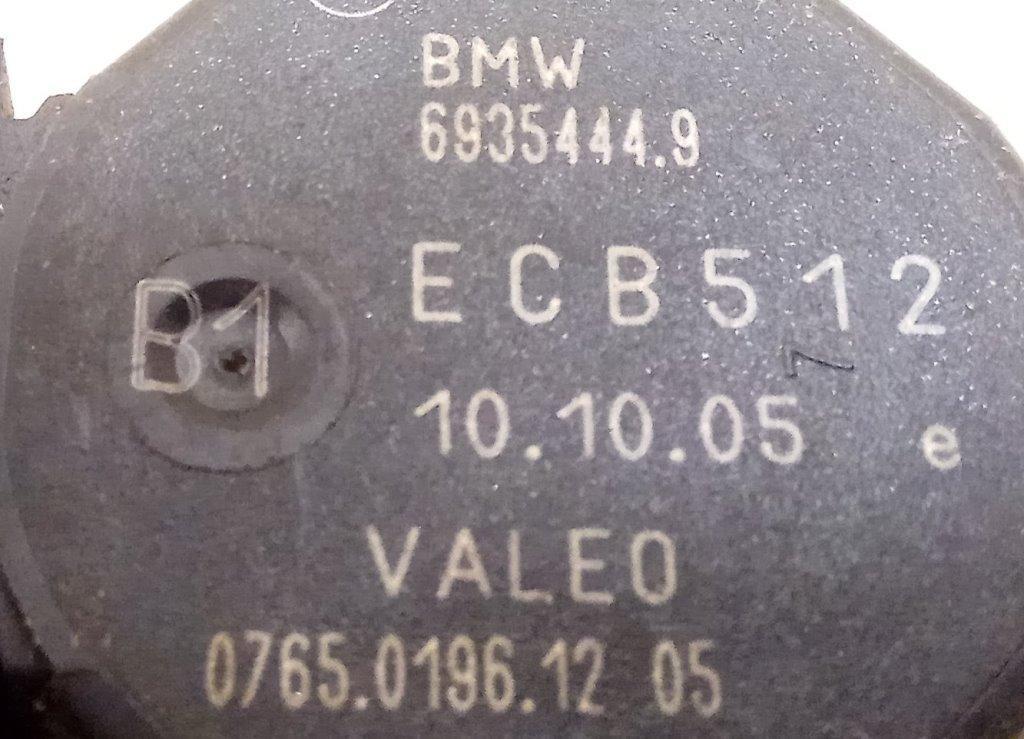 BMW
6935444.9
ECB512
B1
10.10.05 e
VALEO
0765.0196.12 05